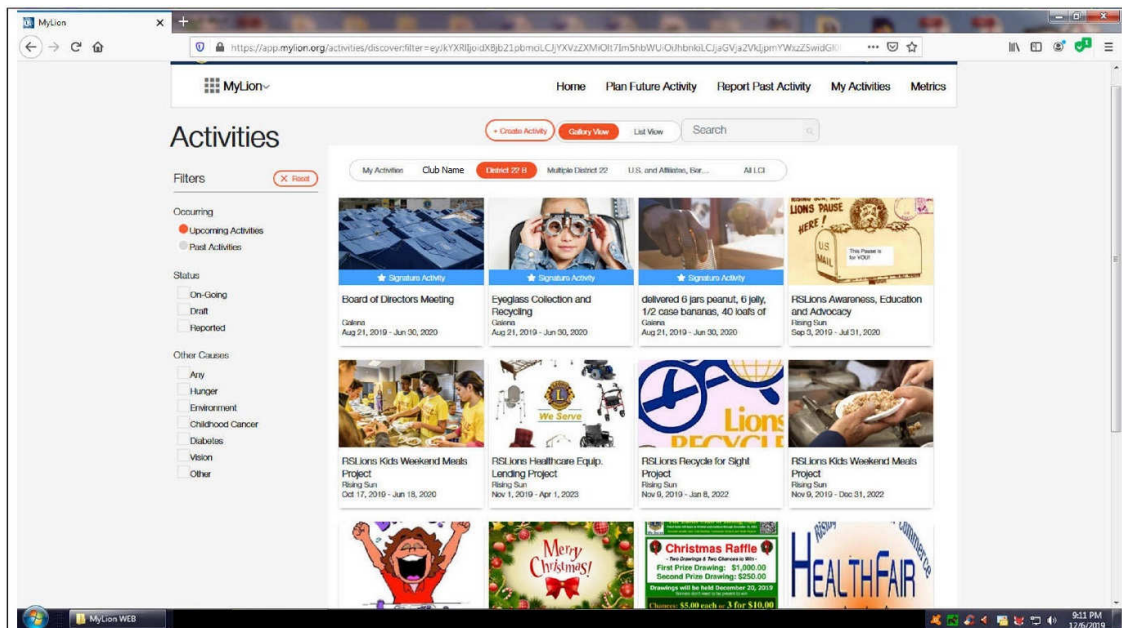 MyLion
https://app.mylion.org/activities/discover
MyLion
Home Plan Future Activity Report Past Activity My Activities Metrics
Activities
+ Create Activity Gallery View List View Search
Filters X Reset
My Activities Club Name District 22 B Multiple District 22 U.S. and Affiliates, Ber... All LCI
Occurring
Upcoming Activities
Past Activities
Status
On-Going
Draft
Reported
Other Causes
Any
Hunger
Environment
Childhood Cancer
Diabetes
Vision
Other
Signature Activity
Board of Directors Meeting
Galena
Aug 21, 2019 - Jun 30, 2020
Signature Activity
Eyeglass Collection and
Recycling
Galena
Aug 21, 2019 - Jun 30, 2020
Signature Activity
delivered 6 jars peanut, 6 jelly,
1/2 case bananas, 40 loafs of
Galena
Aug 21, 2019 - Jun 30, 2020
LIONS PAUSE
HERE!
U.S.
MAIL
This Pause is
for YOU!
RSLions Awareness, Education
and Advocacy
Rising Sun
Sep 3, 2019 - Jul 31, 2020
RSLions Kids Weekend Meals
Project
Rising Sun
Oct 17, 2019 - Jun 18, 2020
L
We Serve
RSLions Healthcare Equip.
Lending Project
Rising Sun
Nov 1, 2019 - Apr 1, 2023
Lions
RECYCLE
RSLions Recycle for Sight
Project
Rising Sun
Nov 9, 2019 - Jan 8, 2022
RSLions Kids Weekend Meals
Project
Rising Sun
Nov 9, 2019 - Dec 31, 2022
Merry
Christmas!
Christmas Raffle
- Two Drawings & Two Chances to Win -
First Prize Drawing: $1,000.00
Second Prize Drawing: $250.00
Drawings will be held December 20, 2019
Chances: $5.00 each or 3 for $10.00
Rising
HEALTH FAIR
MyLion WEB
9:11 PM
12/6/2019